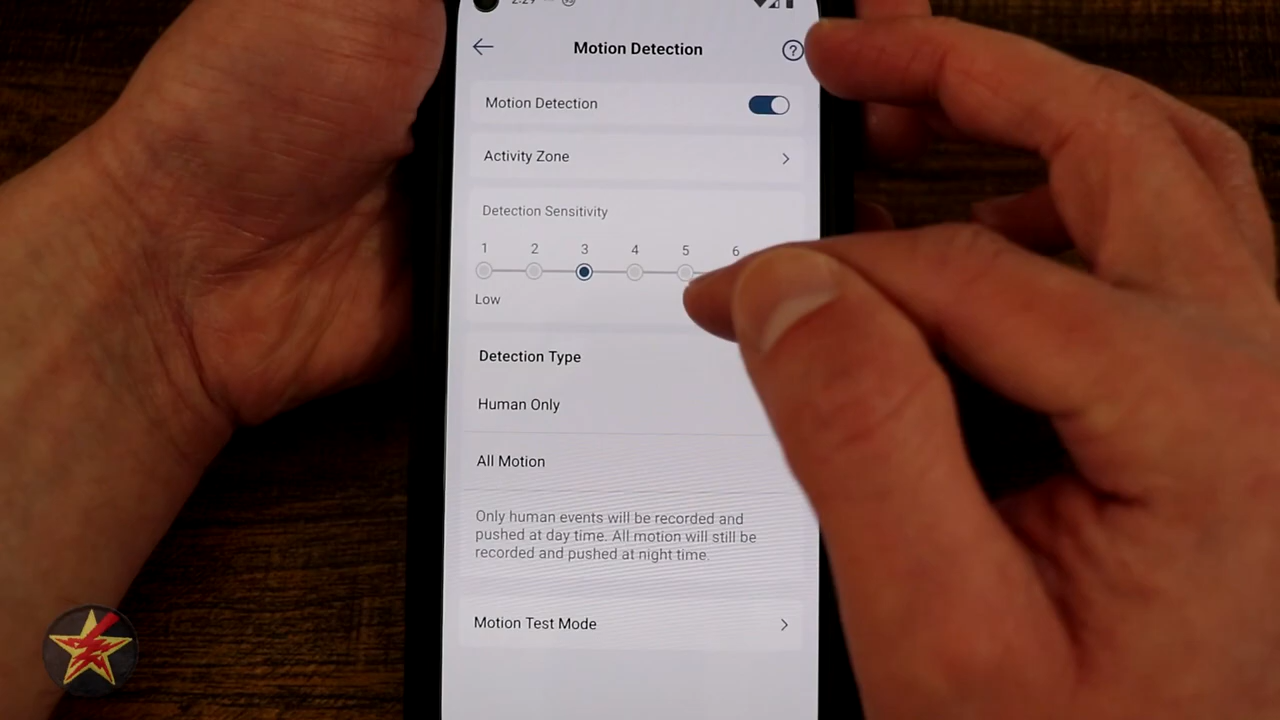 2:29
Motion Detection
Motion Detection
Activity Zone
Detection Sensitivity
1 2 3 4 5 6
Low
Detection Type
Human Only
All Motion
Only human events will be recorded and
pushed at day time. All motion will still be
recorded and pushed at night time.
Motion Test Mode